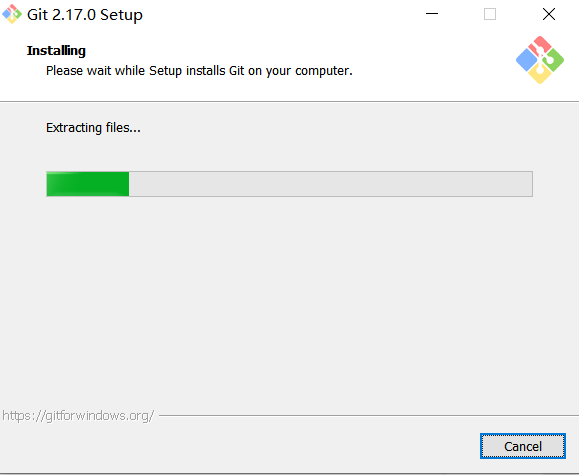 Git 2.17.0 Setup
Installing
Please wait while Setup installs Git on your computer.
Extracting files...
https://gitforwindows.org/
Cancel